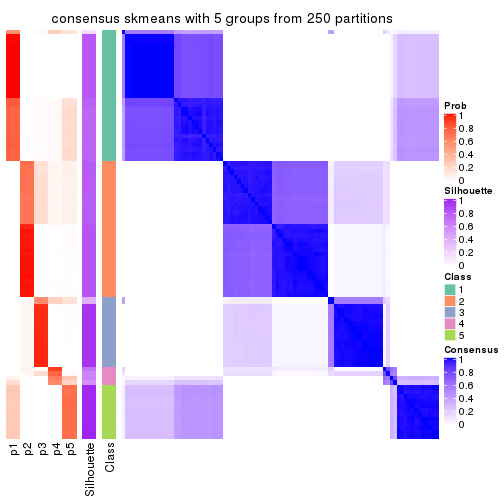 consensus skmeans with 5 groups from 250 partitions
Prob
1
0.8
0.6
0.4
0.2
0
Silhouette
1
0.8
0.6
0.4
0.2
0
Class
1
2
3
4
5
Consensus
1
0.8
0.6
0.4
0.2
0
p1
p2
p3
p4
p5
Silhouette
Class